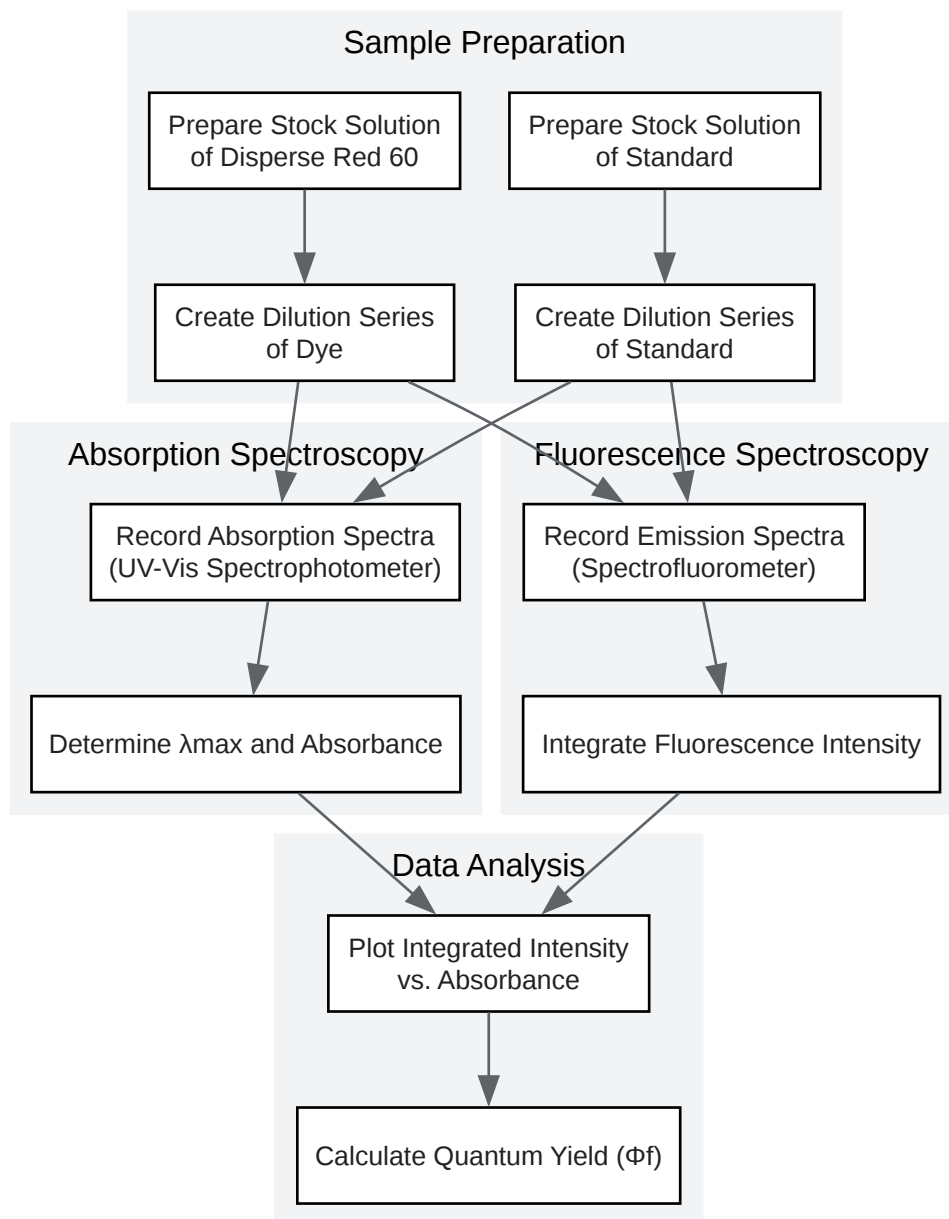 Sample Preparation
Prepare Stock Solution
of Disperse Red 60
Prepare Stock Solution
of Standard
Create Dilution Series
of Dye
Create Dilution Series
of Standard
Absorption Spectroscopy
Fluorescence Spectroscopy
Record Absorption Spectra
(UV-Vis Spectrophotometer)
Record Emission Spectra
(Spectrofluorometer)
Determine λmax and Absorbance
Integrate Fluorescence Intensity
Data Analysis
Plot Integrated Intensity
vs. Absorbance
Calculate Quantum Yield (Φf)